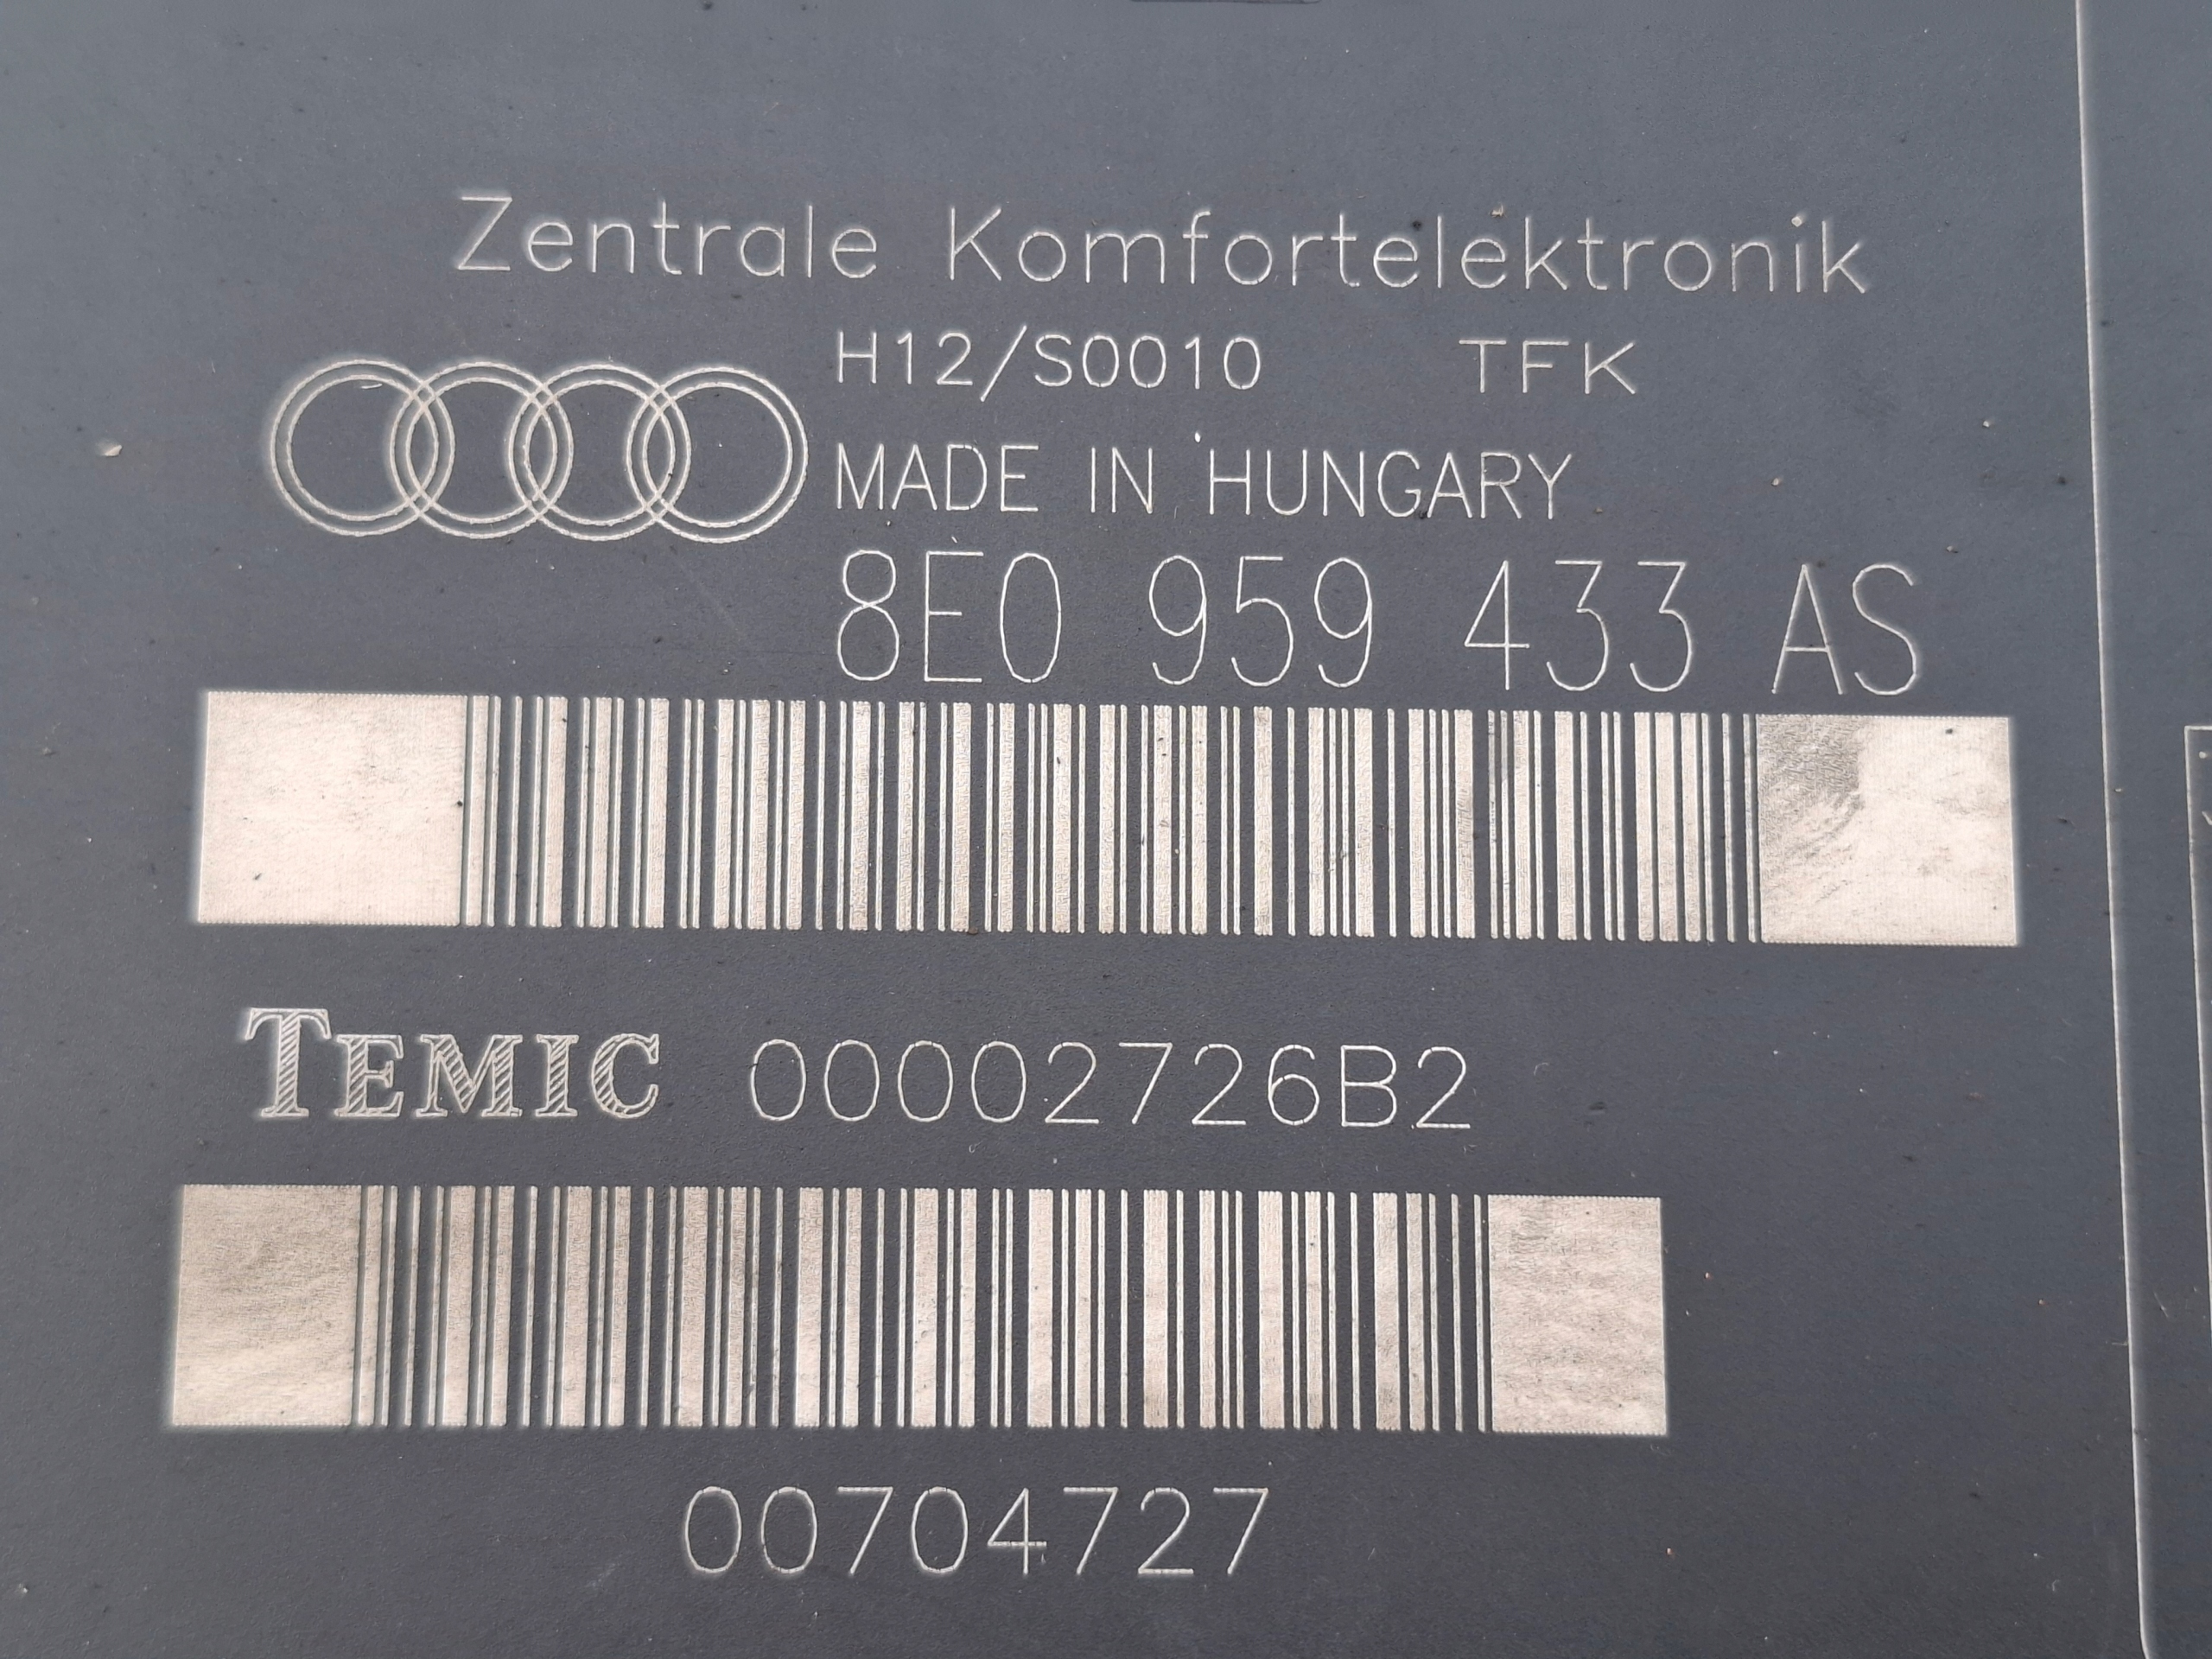 Zentrale Komfortelektronik
H12/S0010 TFK
MADE IN HUNGARY
8E0 959 433 AS
TEMIC 00002726B2
00704727